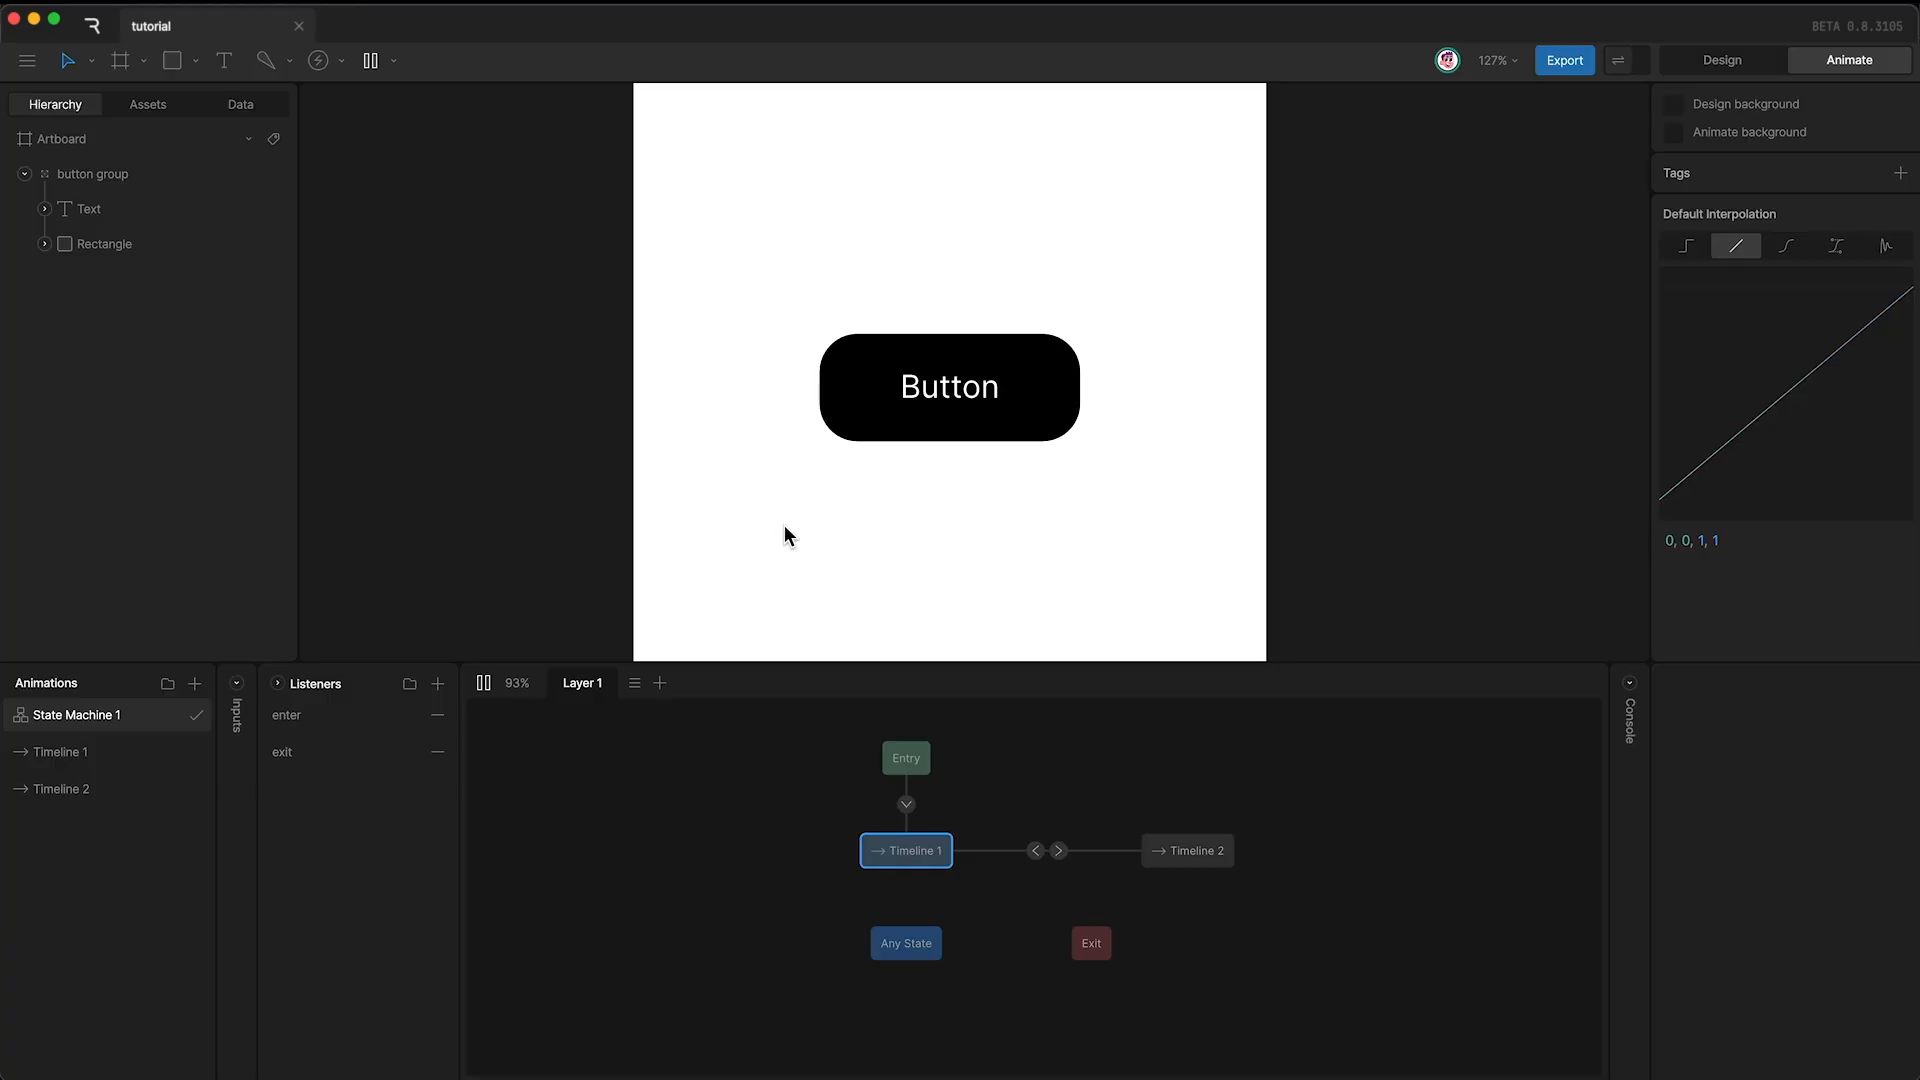 tutorial
BETA 0.8.3105
127%
Export
Design
Animate
Hierarchy
Assets
Data
Artboard
button group
Text
Rectangle
Button
Design background
Animate background
Tags
Default Interpolation
0, 0, 1, 1
Animations
State Machine 1
Timeline 1
Timeline 2
Inputs
Listeners
enter
exit
93%
Layer 1
Entry
Timeline 1
Timeline 2
Any State
Exit
Console